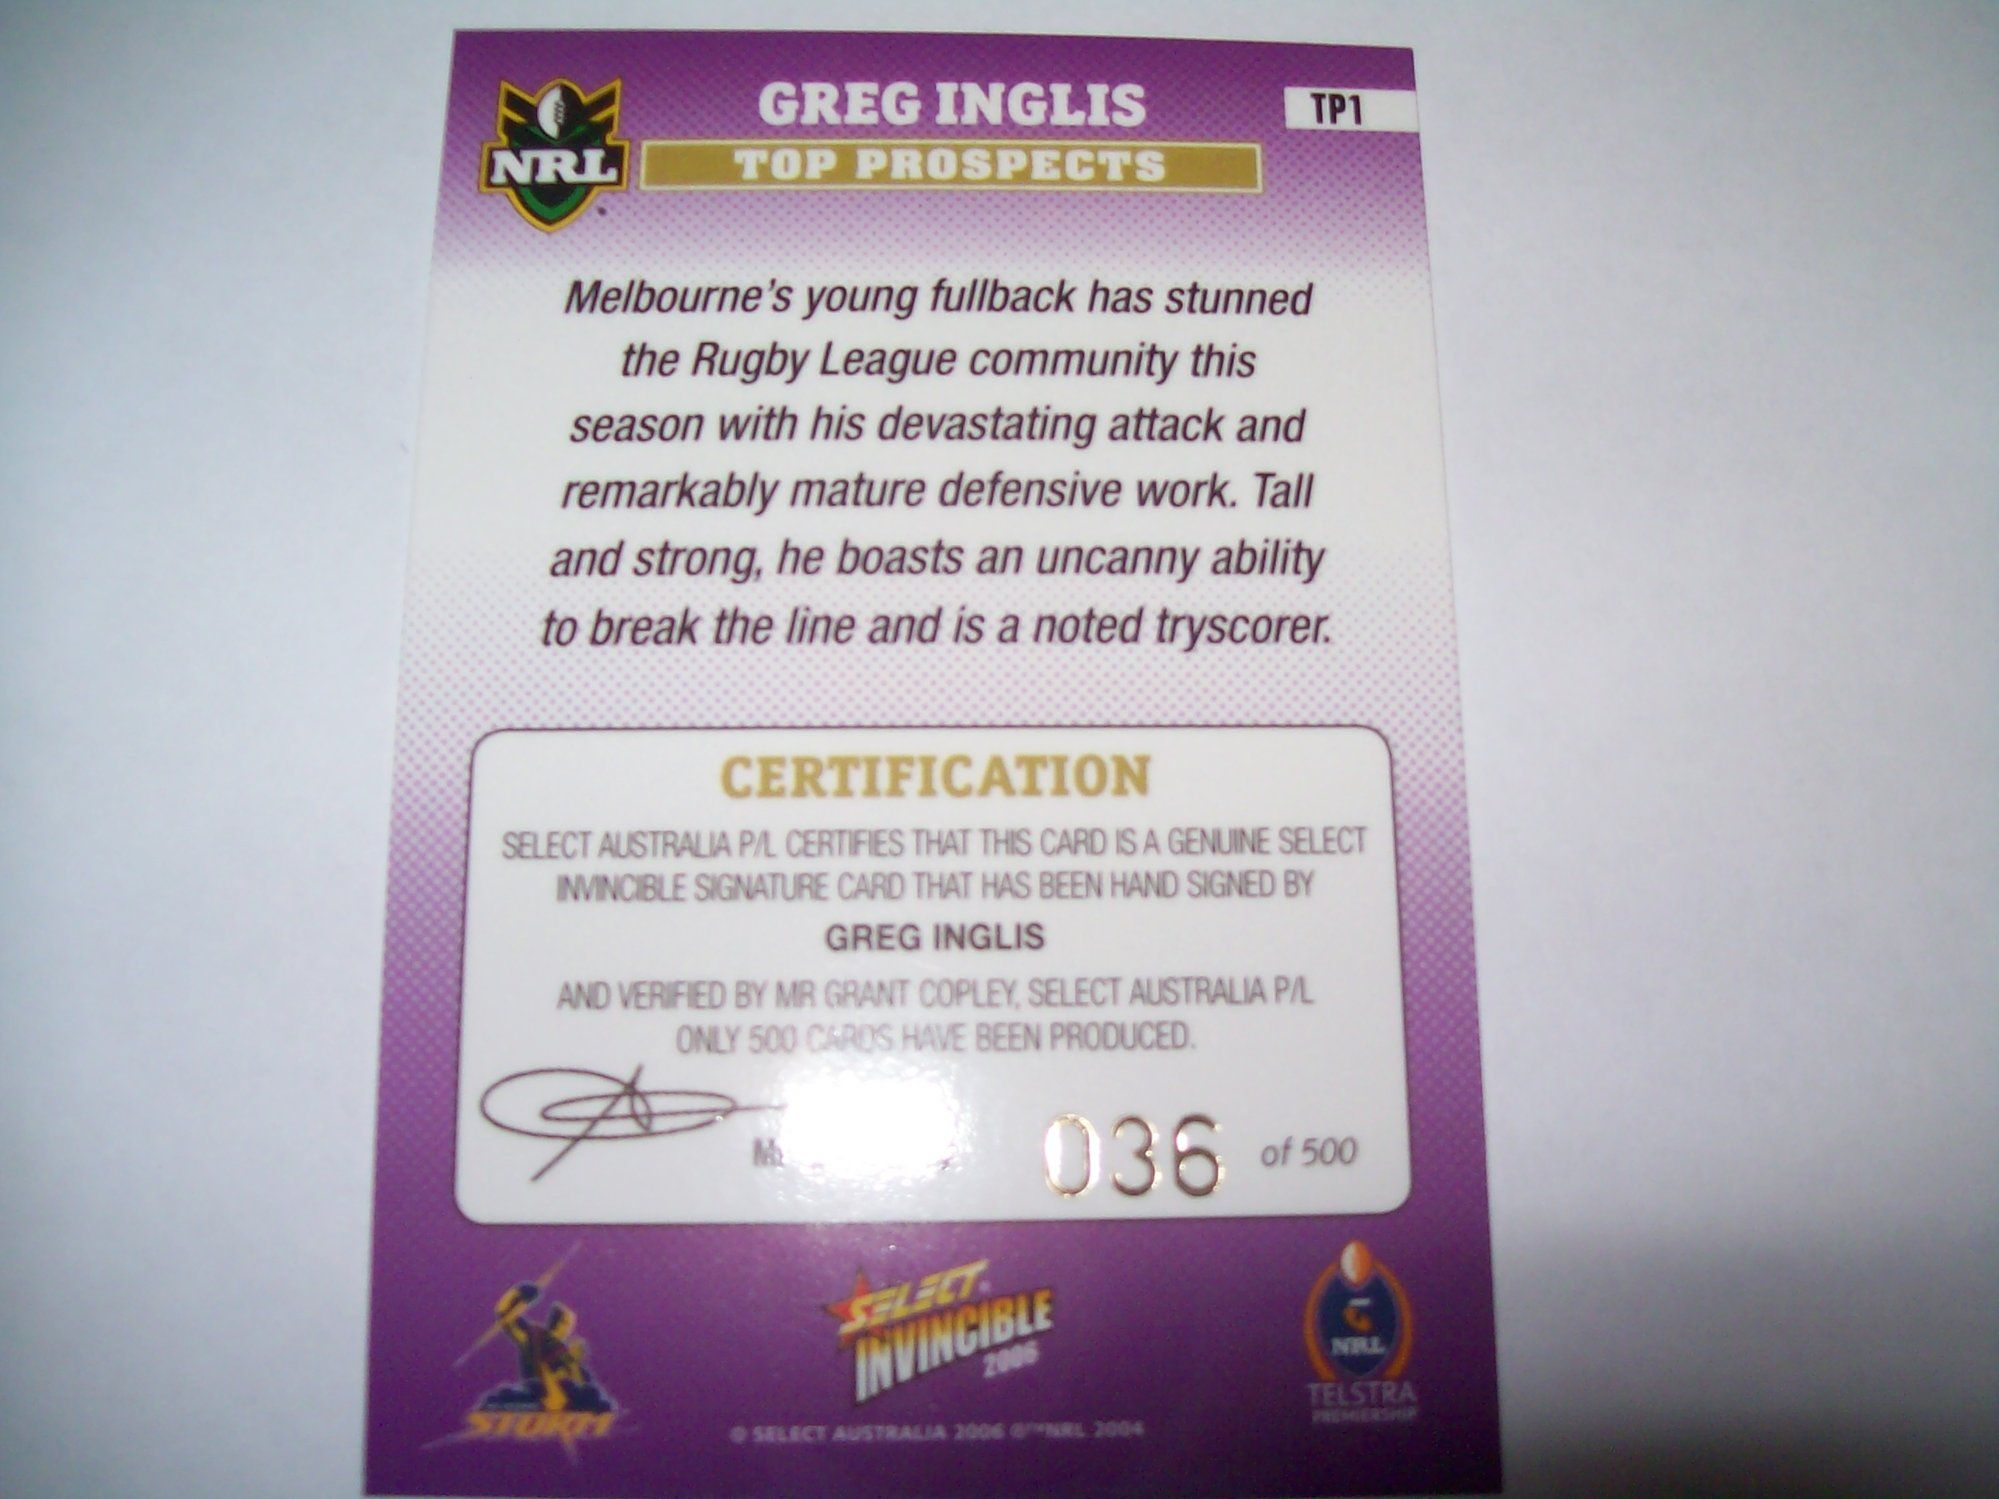 GREG INGLIS
TP1
NRL
TOP PROSPECTS
Melbourne's young fullback has stunned
the Rugby League community this
season with his devastating attack and
remarkably mature defensive work. Tall
and strong, he boasts an uncanny ability
to break the line and is a noted tryscorer.
CERTIFICATION
SELECT AUSTRALIA P/L CERTIFIES THAT THIS CARD IS A GENUINE SELECT
INVINCIBLE SIGNATURE CARD THAT HAS BEEN HAND SIGNED BY
GREG INGLIS
AND VERIFIED BY MR GRANT COPLEY, SELECT AUSTRALIA P/L
ONLY 500 CARDS HAVE BEEN PRODUCED.
036 of 500
STORM
SELECT
INVINCIBLE
2006
NRL
TELSTRA
PREMIERSHIP
© SELECT AUSTRALIA 2006 ©™NRL 2004